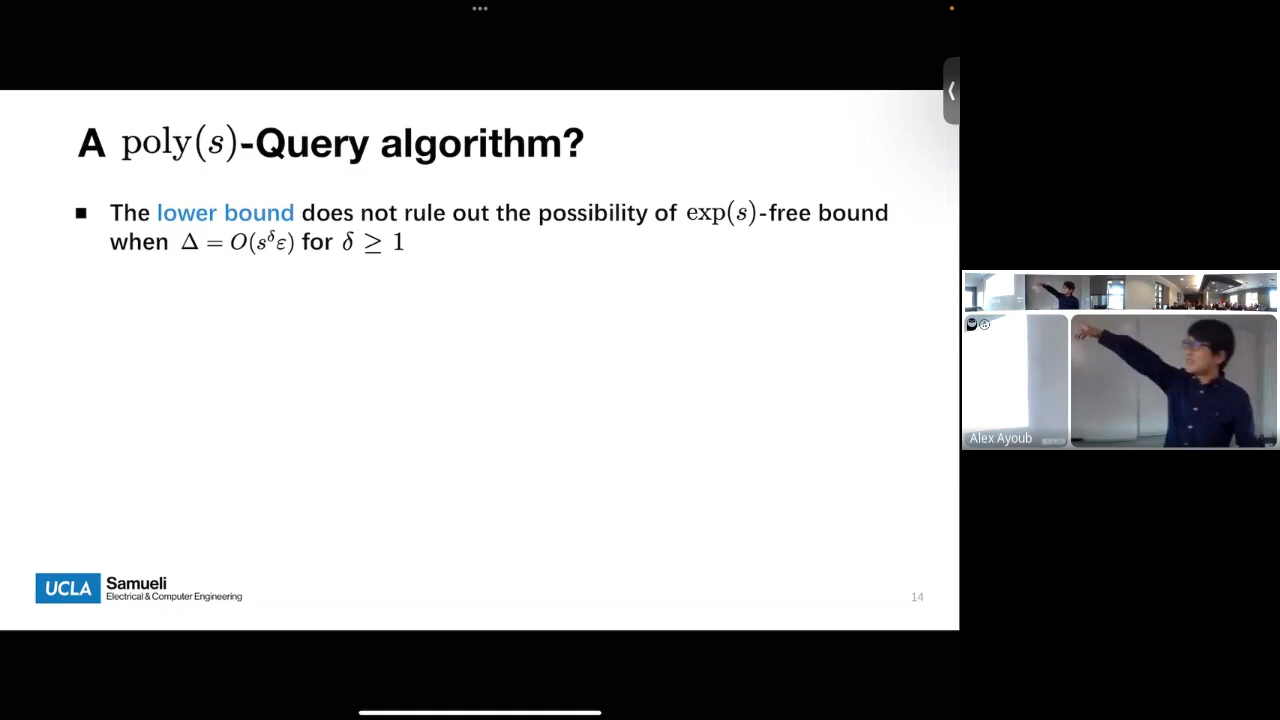 A poly(s)-Query algorithm?
■ The lower bound does not rule out the possibility of exp(s)-free bound
when Δ = O(s^δ ε) for δ ≥ 1
UCLA Samueli
Electrical & Computer Engineering
14
Alex Ayoub